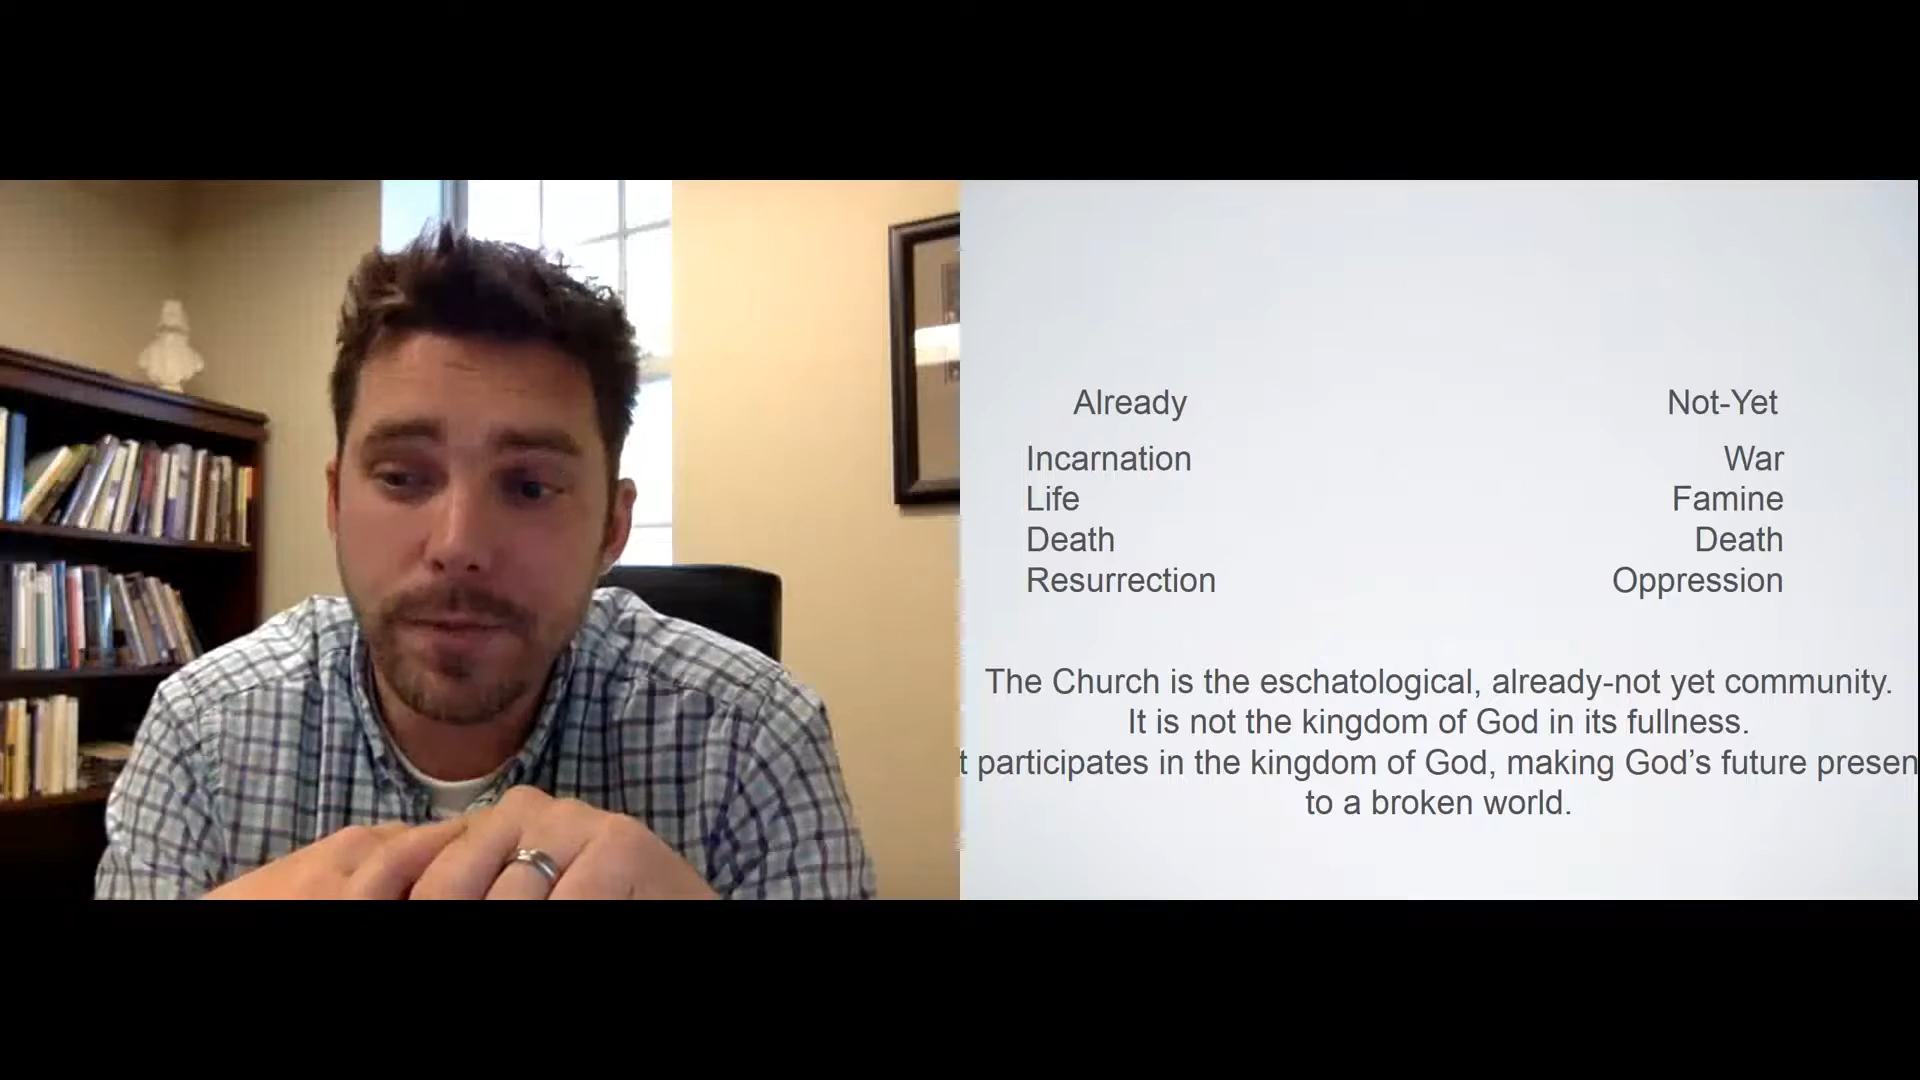 Already Not-Yet
Incarnation War
Life Famine
Death Death
Resurrection Oppression
The Church is the eschatological, already-not yet community.
It is not the kingdom of God in its fullness.
t participates in the kingdom of God, making God’s future presen
to a broken world.